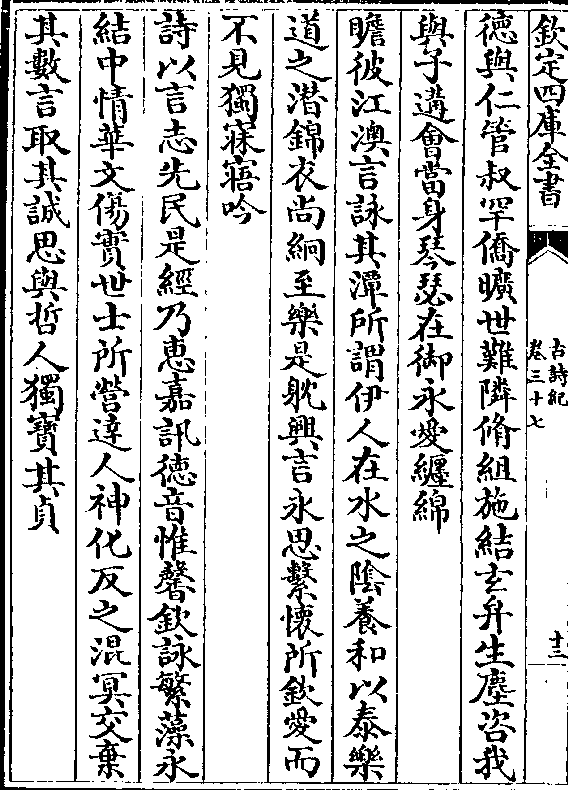 欽定四庫全書
古詩紀
卷三十七
十三
德與仁管叔罕僑曠世難隣脩組施結玄弁生塵咨我
與子遘會當身琴瑟在御永愛纏綿
瞻彼江澳言詠其潭所謂伊人在水之陰養和以泰樂
道之潛錦衣尚絅至樂是躭興言永思繫懷所欽愛而
不見獨寐寤吟
詩以言志先民是經乃惠嘉訊德音惟馨欽詠繁藻永
結中情華文傷實世士所營達人神化反之混冥交棄
其數言取其誠思與哲人獨寶其貞